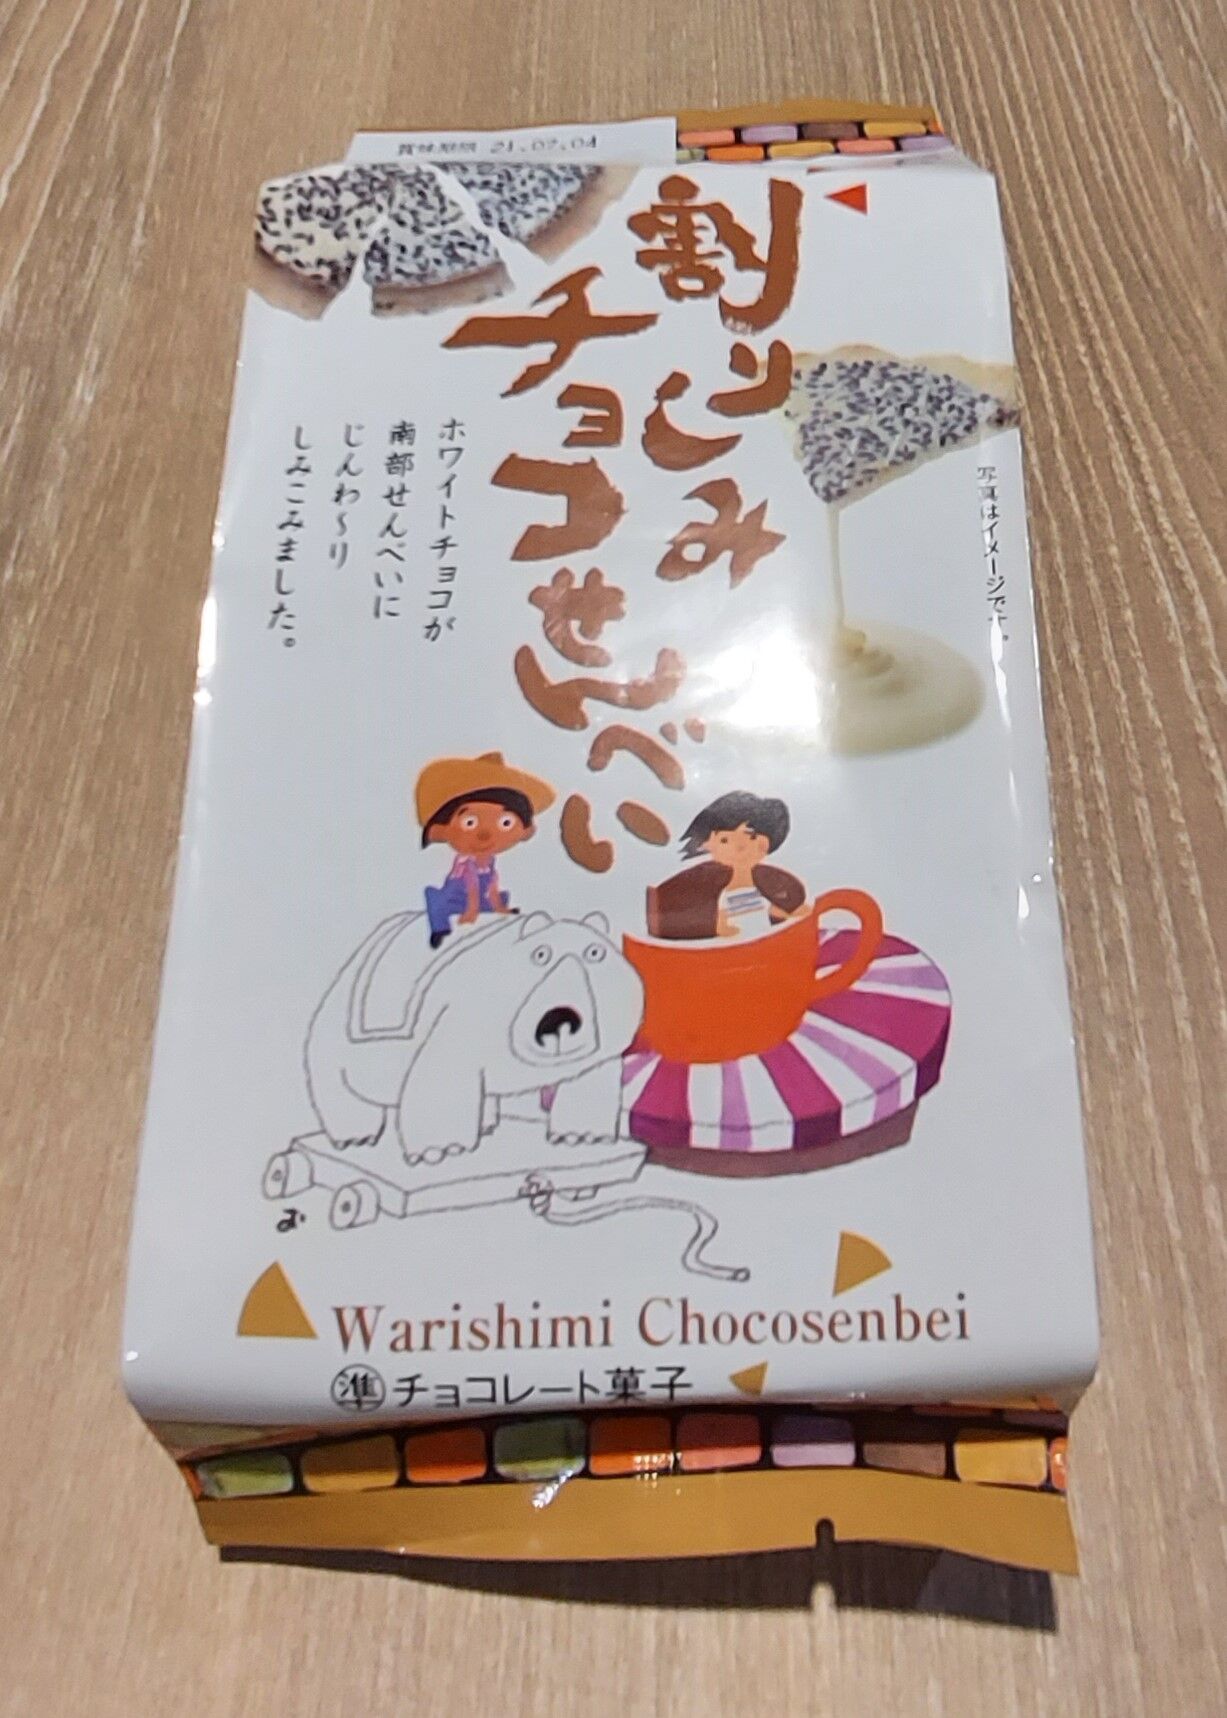 賞味期限 21.02.04
割りしみ
チョコせんべい
ホワイトチョコが
南部せんべいに
じんわ〜り
しみこみました。
写真はイメージです。
Warishimi Chocosenbei
準チョコレート菓子